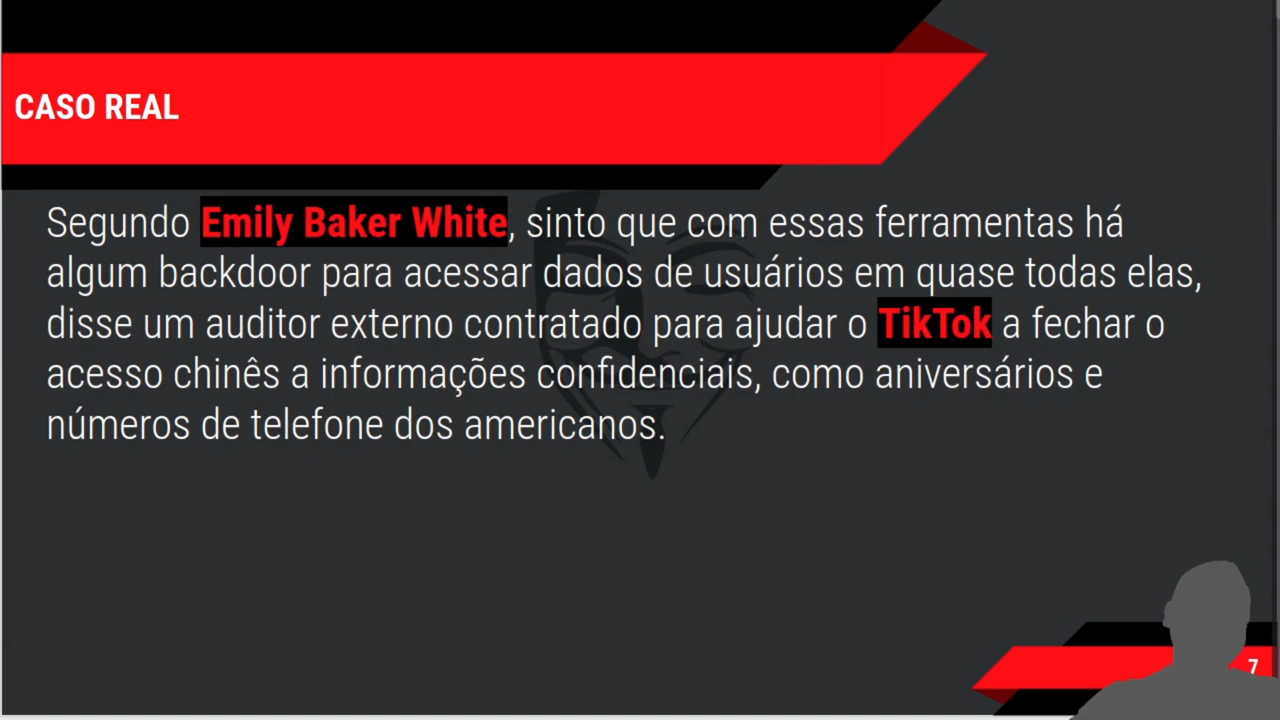 CASO REAL
Segundo Emily Baker White, sinto que com essas ferramentas há
algum backdoor para acessar dados de usuários em quase todas elas,
disse um auditor externo contratado para ajudar o TikTok a fechar o
acesso chinês a informações confidenciais, como aniversários e
números de telefone dos americanos.
7